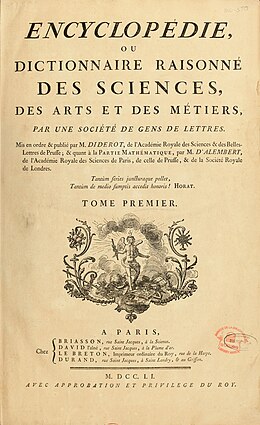 ENCYCLOPÉDIE,
OU
DICTIONNAIRE RAISONNÉ
DES SCIENCES,
DES ARTS ET DES MÉTIERS,
PAR UNE SOCIÉTÉ DE GENS DE LETTRES.
Mis en ordre & publié par M. DIDEROT, de l'Académie Royale des Sciences & des Belles-
Lettres de Prusse; & quant à la PARTIE MATHÉMATIQUE, par M. D'ALEMBERT,
de l'Académie Royale des Sciences de Paris, de celle de Prusse, & de la Société Royale
de Londres.
Tantùm series juncturaque pollet,
Tantùm de medio sumptis accedit honoris! HORAT.
TOME PREMIER.
A PARIS,
Chez
BRIASSON, rue Saint Jacques, à la Science.
DAVID l'aîné, rue Saint Jacques, à la Plume d'or.
LE BRETON, Imprimeur ordinaire du Roy, rue de la Harpe.
DURAND, rue Saint Jacques, à Saint Landry, & au Griffon.
M. DCC. LI.
AVEC APPROBATION ET PRIVILEGE DU ROY.